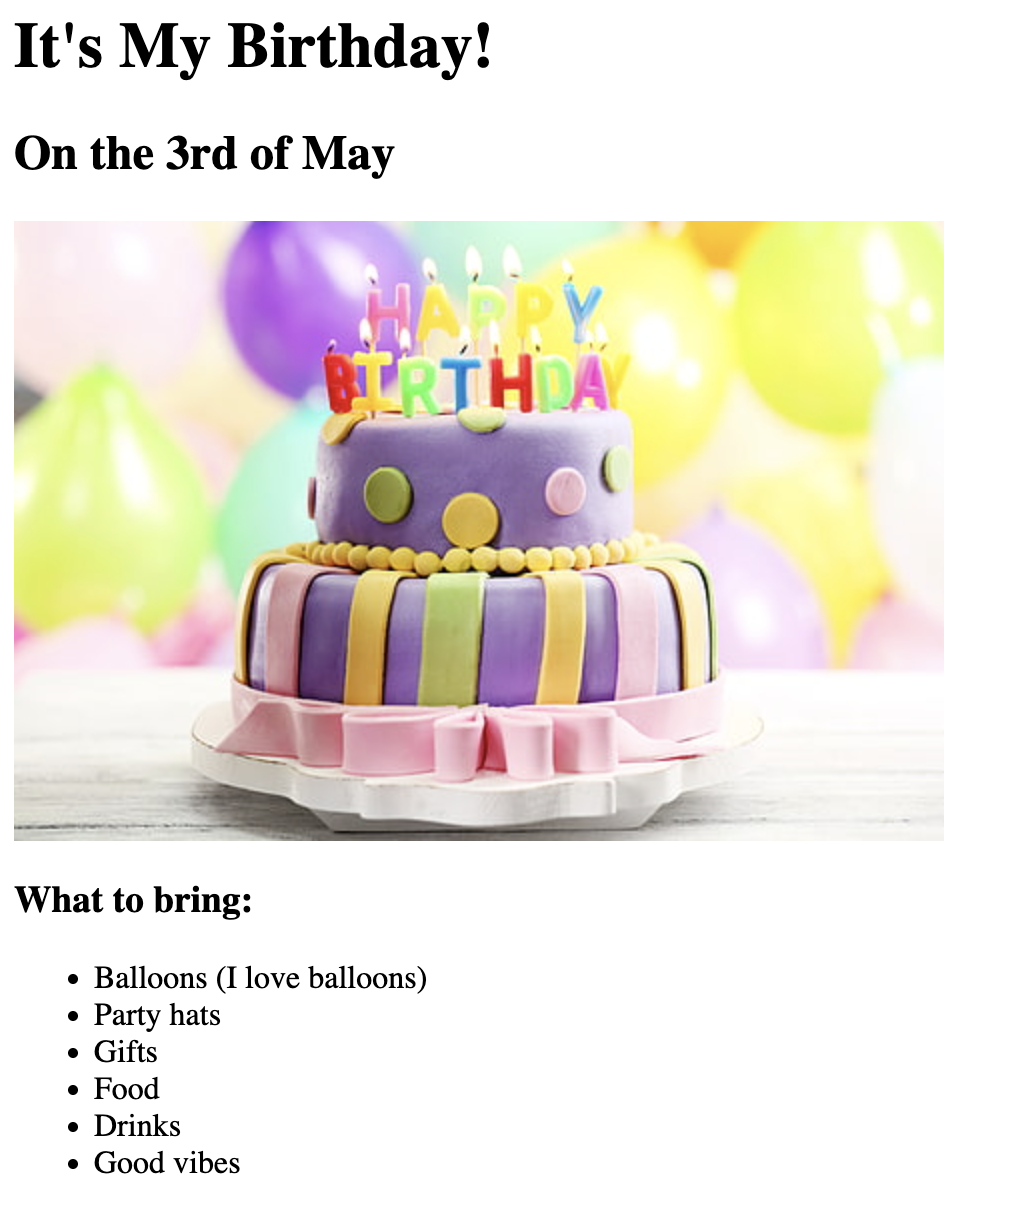 It's My Birthday!
On the 3rd of May
HAPPY
BIRTHDAY
What to bring:
Balloons (I love balloons)
Party hats
Gifts
Food
Drinks
Good vibes